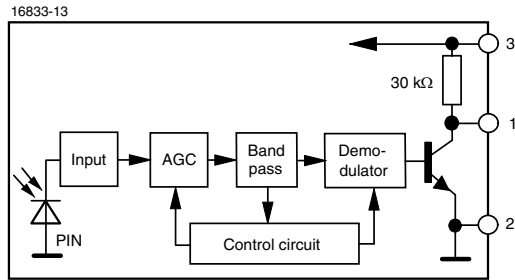 16833-13
3
30 kΩ
1
Input
AGC
Band
pass
Demo-
dulator
2
PIN
Control circuit